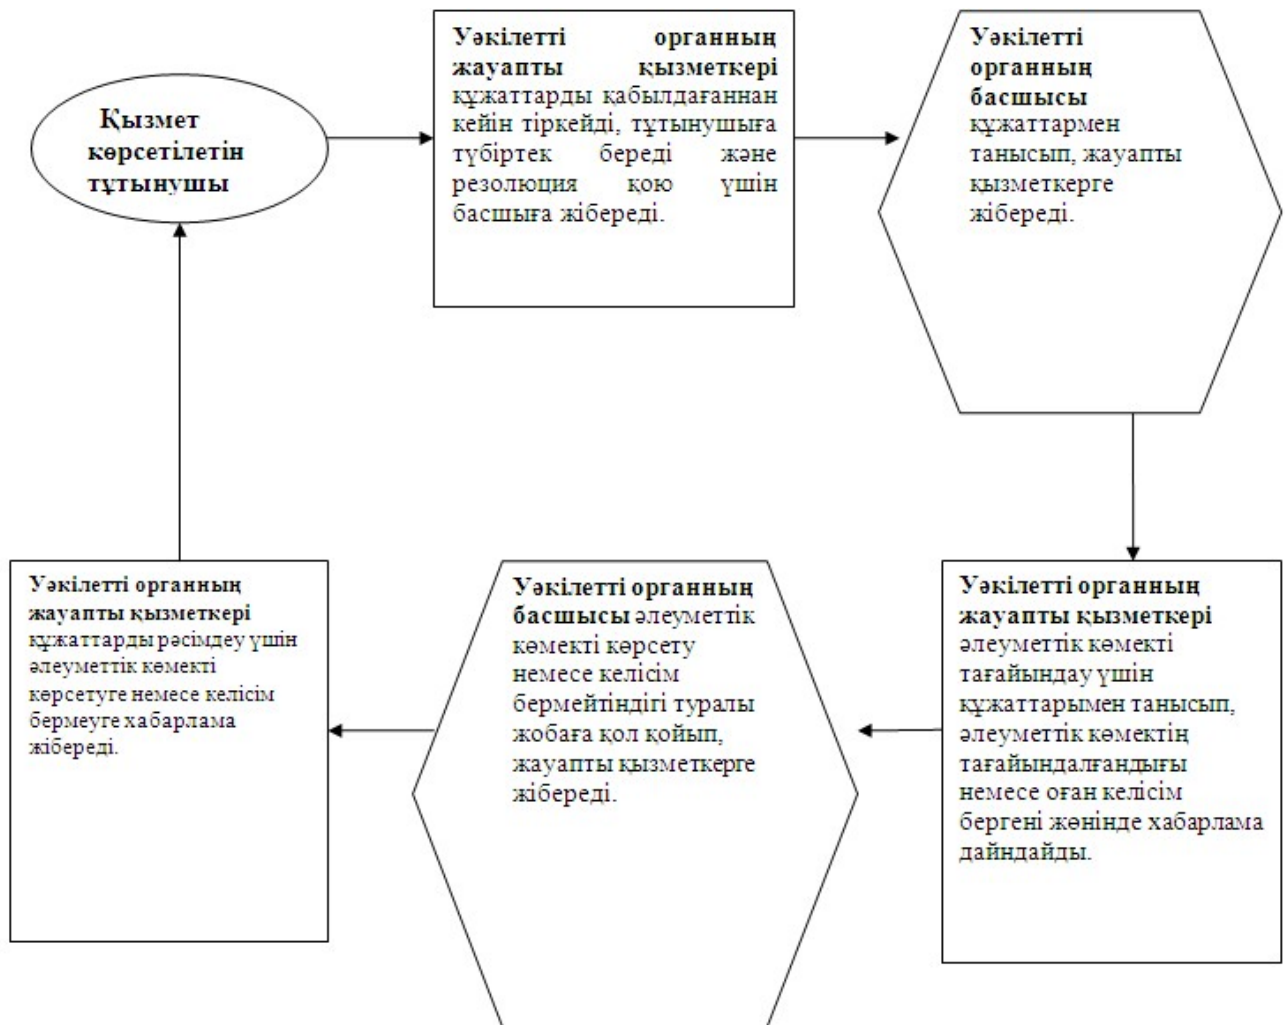 Қызмет
көрсетілетін
тұтынушы
Уәкілетті органның
жауапты қызметкері
құжаттарды қабылдағаннан
кейін тіркейді, тұтынушыға
түбіртек береді және
резолюция қою үшін
басшыға жібереді.
Уәкілетті
органның
басшысы
құжаттармен
танысып, жауапты
қызметкерге
жібереді.
Уәкілетті органның
жауапты қызметкері
әлеуметтік көмекті
тағайындау үшін
құжаттарымен танысып,
әлеуметтік көмектің
тағайындалғандығы
немесе оған келісім
бергені жөнінде хабарлама
дайндайды.
Уәкілетті органның
басшысы әлеуметтік
көмекті көрсету
немесе келісім
бермейтіндігі туралы
жобаға қол қойып,
жауапты қызметкерге
жібереді.
Уәкілетті органның
жауапты қызметкері
құжаттарды рәсімдеу үшін
әлеуметтік көмекті
көрсетуге немесе келісім
бермеуге хабарлама
жібереді.